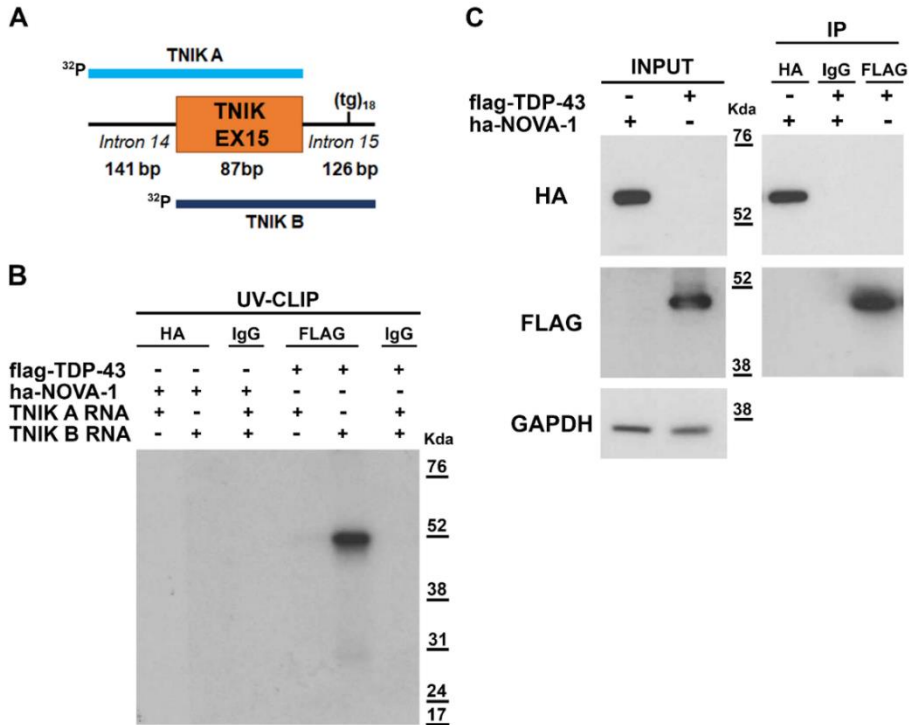 A
TNIK A
32P
TNIK
EX15
(tg)18
Intron 14
Intron 15
141 bp
87bp
126 bp
32P
TNIK B
B
UV-CLIP
HA IgG FLAG IgG
flag-TDP-43 - - - + + +
ha-NOVA-1 + + + - - -
TNIK A RNA + - + + - +
TNIK B RNA - + + - + +
Kda
76
52
38
31
24
17
C
IP
INPUT
HA IgG FLAG
flag-TDP-43 - + Kda - + +
ha-NOVA-1 + - + + -
76
HA
52
52
FLAG
38
38
GAPDH